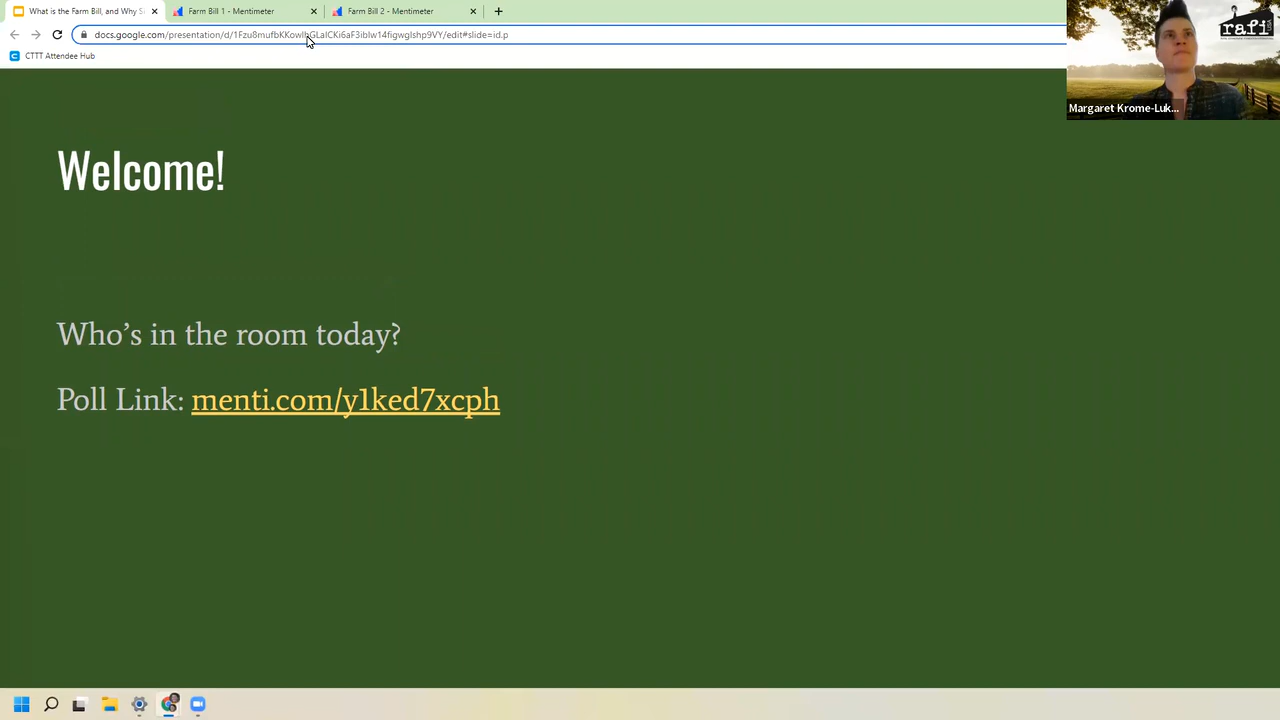 What is the Farm Bill, and Why S
Farm Bill 1 - Mentimeter
Farm Bill 2 - Mentimeter
CTTT Attendee Hub
rafi
USA
Margaret Krome-Luk...
Welcome!
Who's in the room today?
Poll Link: menti.com/y1ked7xcph